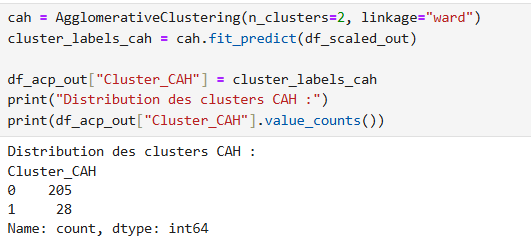 cah = AgglomerativeClustering(n_clusters=2, linkage="ward")
cluster_labels_cah = cah.fit_predict(df_scaled_out)
df_acp_out["Cluster_CAH"] = cluster_labels_cah
print("Distribution des clusters CAH :")
print(df_acp_out["Cluster_CAH"].value_counts())
Distribution des clusters CAH :
Cluster_CAH
0    205
1     28
Name: count, dtype: int64